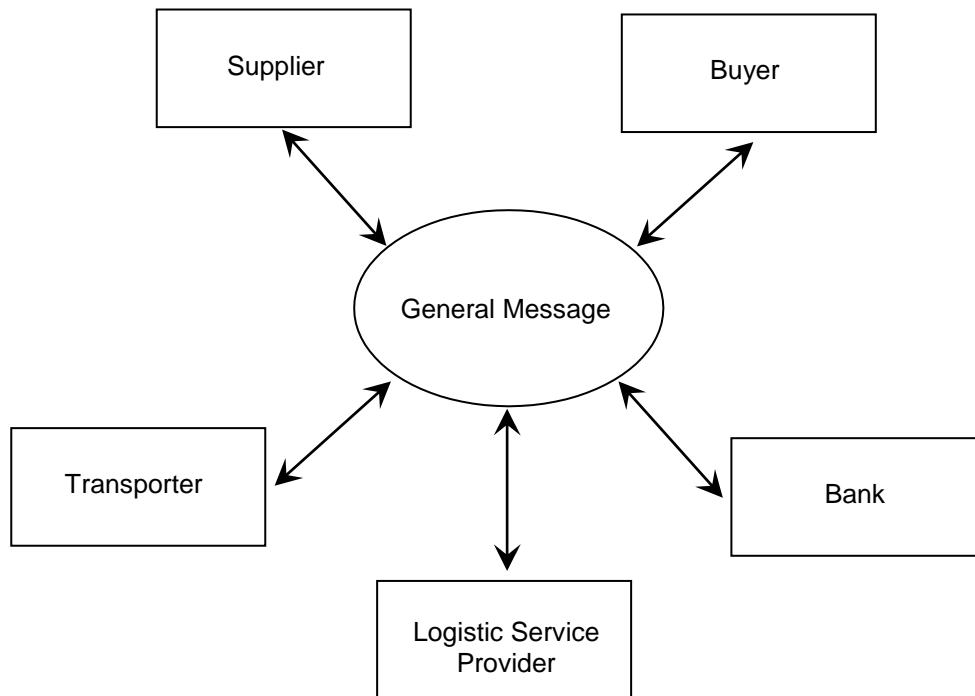 Supplier
Buyer
General Message
Transporter
Bank
Logistic Service
Provider